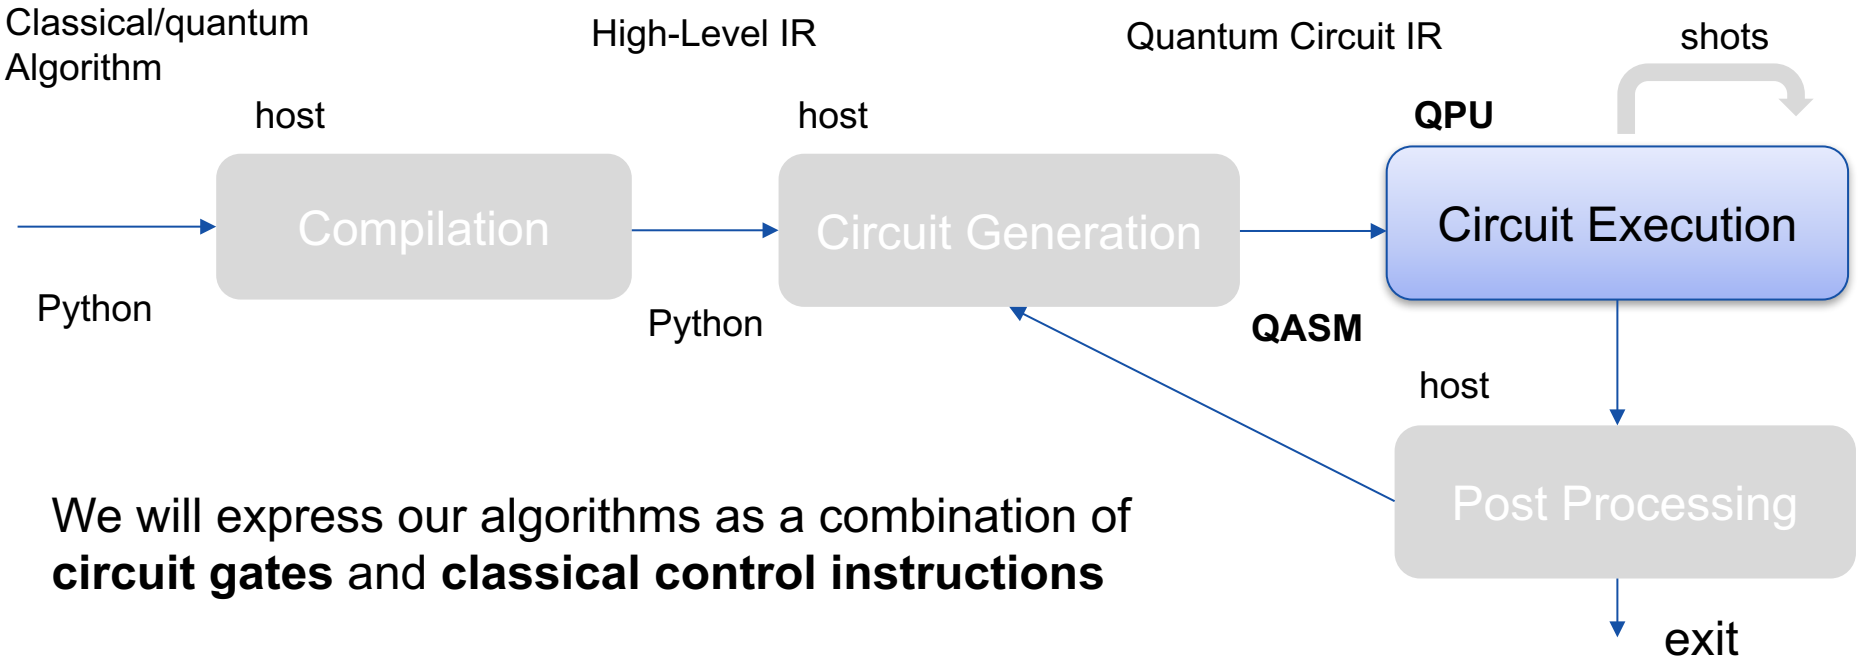 Classical/quantum
Algorithm
High-Level IR
Quantum Circuit IR
shots
host
host
QPU
Compilation
Circuit Generation
Circuit Execution
Python
Python
QASM
host
Post Processing
We will express our algorithms as a combination of
circuit gates and classical control instructions
exit